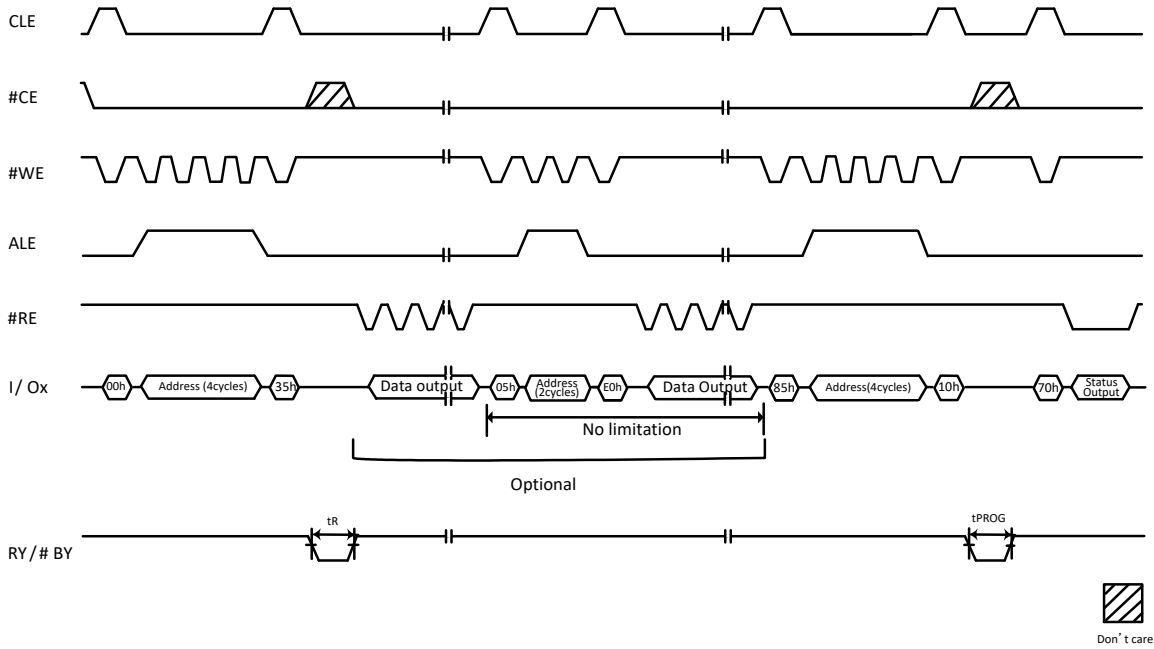 CLE
#CE
#WE
ALE
#RE
I/ Ox
00h
Address (4cycles)
35h
Data output
05h
Address
(2cycles)
E0h
Data Output
85h
Address(4cycles)
10h
70h
Status
Output
No limitation
Optional
tR
tPROG
RY/# BY
Don’ t care